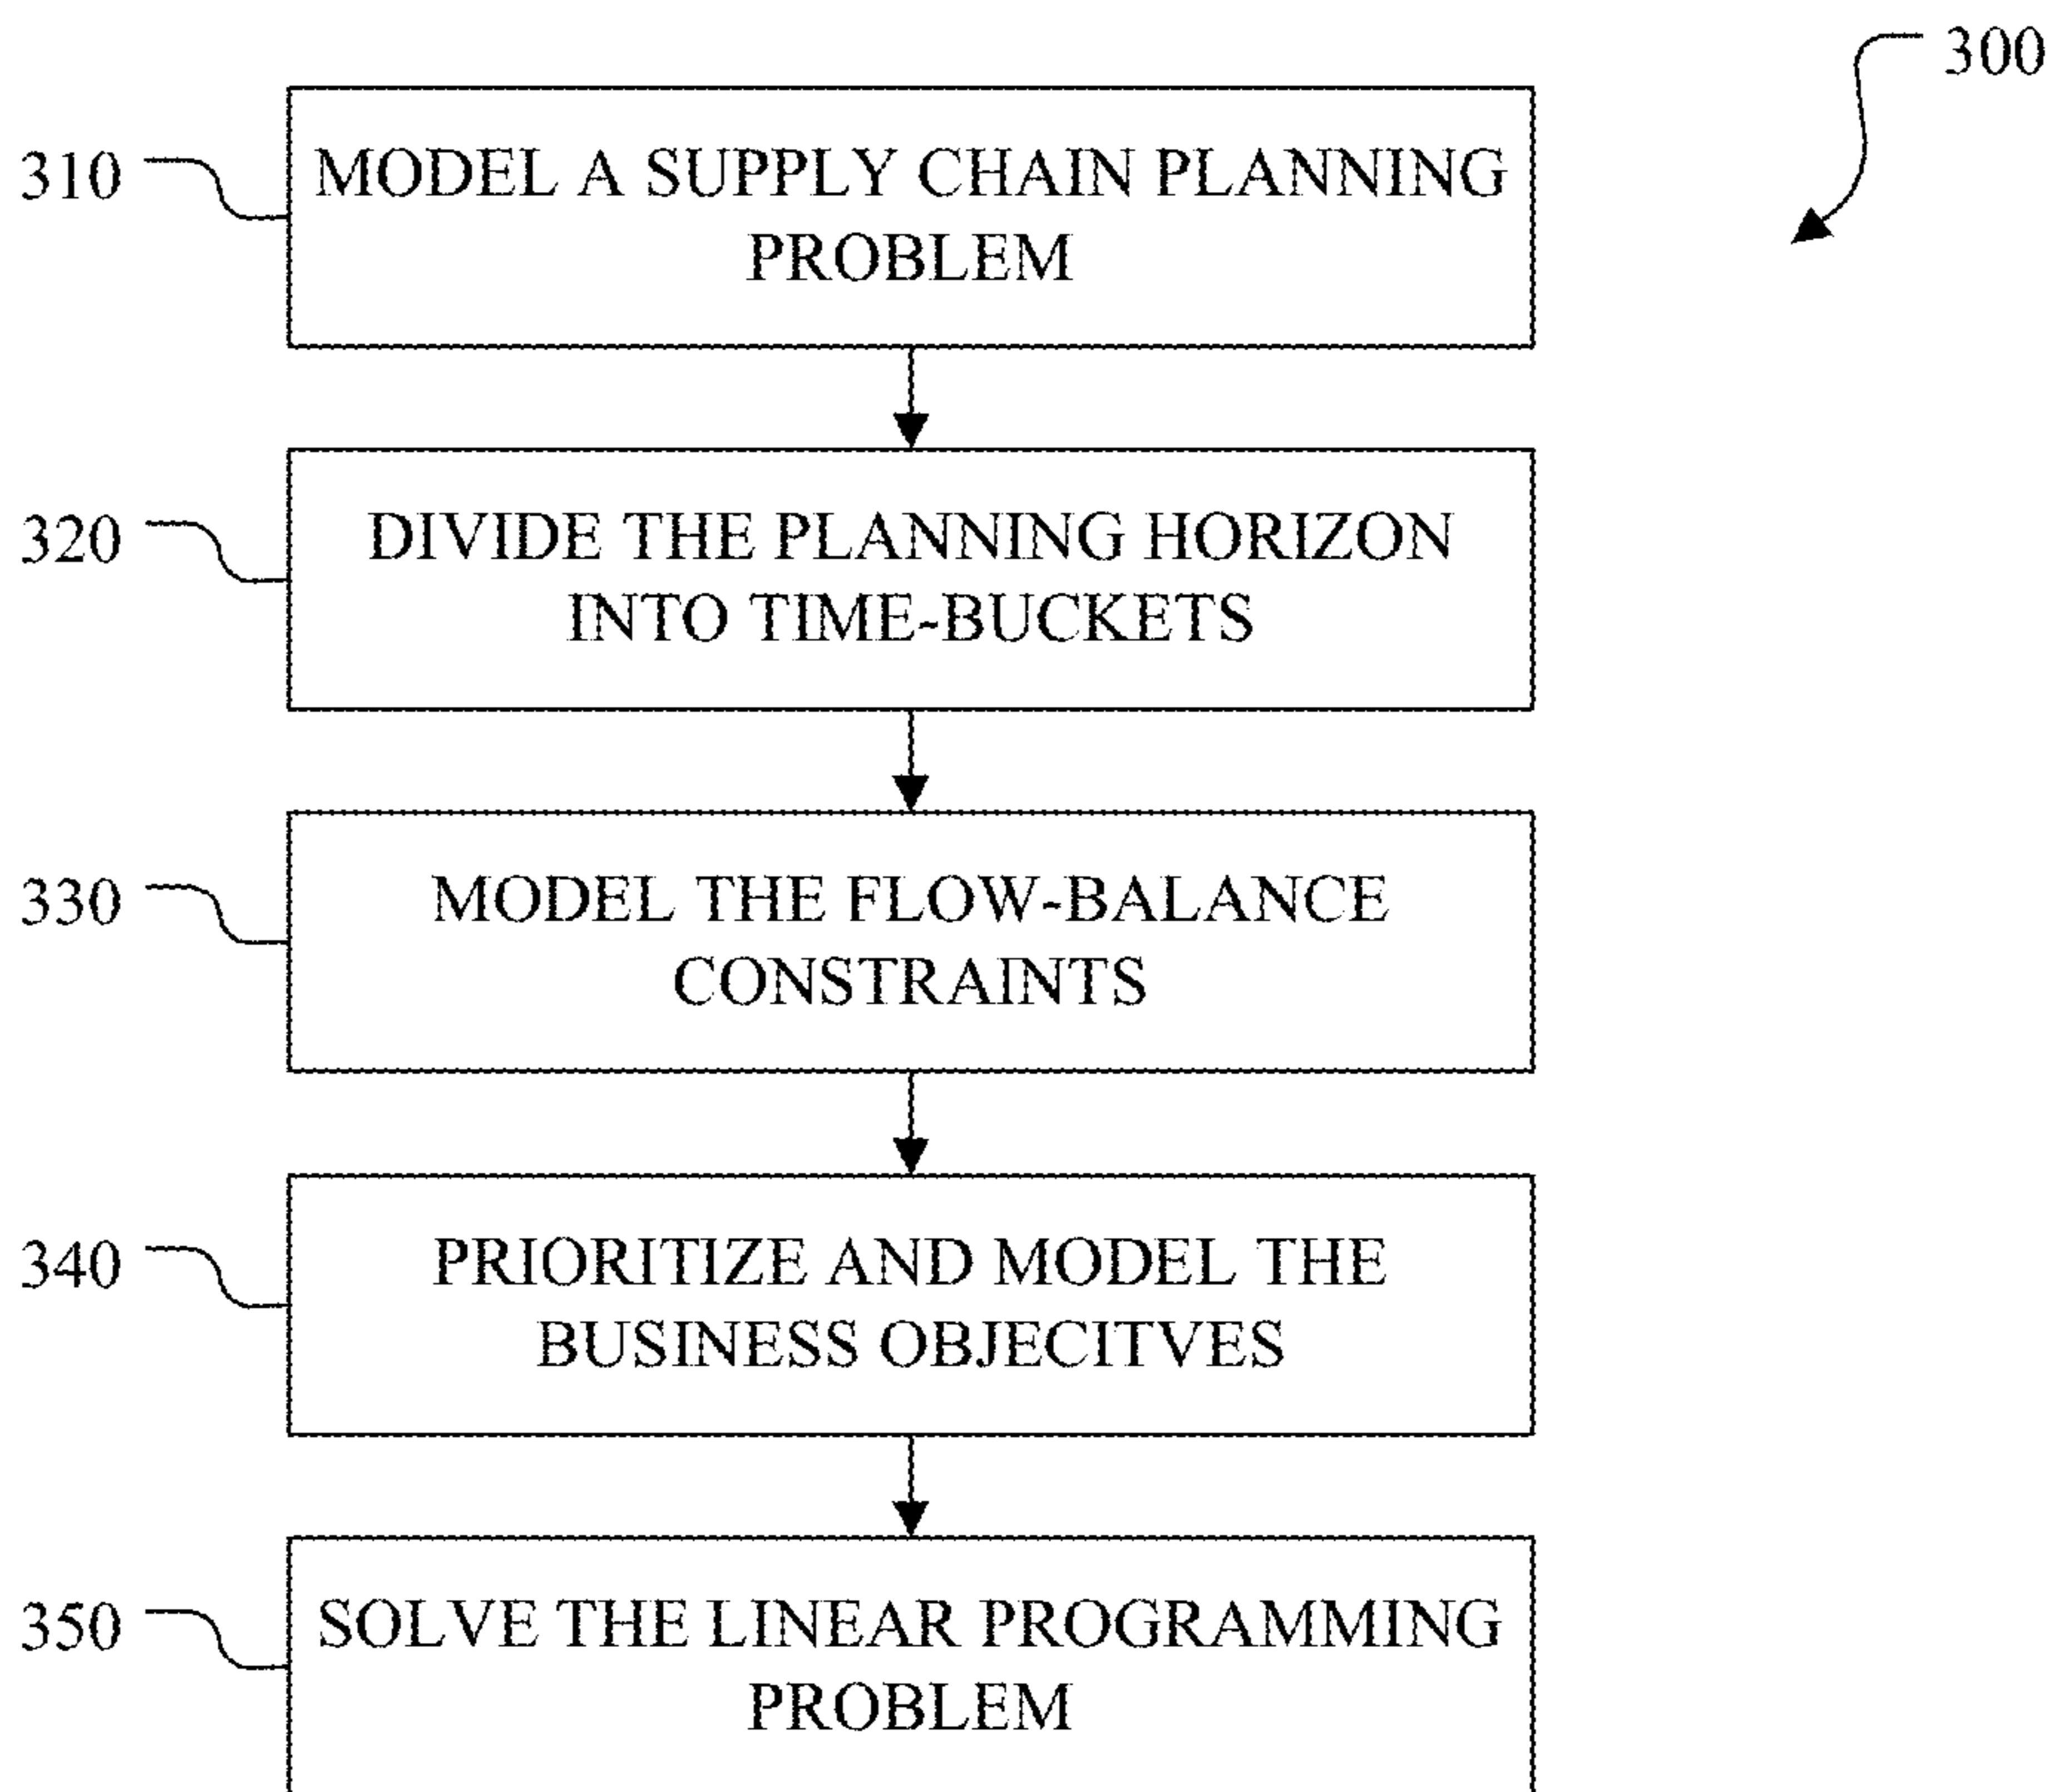 300
310
MODEL A SUPPLY CHAIN PLANNING
PROBLEM
320
DIVIDE THE PLANNING HORIZON
INTO TIME-BUCKETS
330
MODEL THE FLOW-BALANCE
CONSTRAINTS
340
PRIORITIZE AND MODEL THE
BUSINESS OBJECITVES
350
SOLVE THE LINEAR PROGRAMMING
PROBLEM